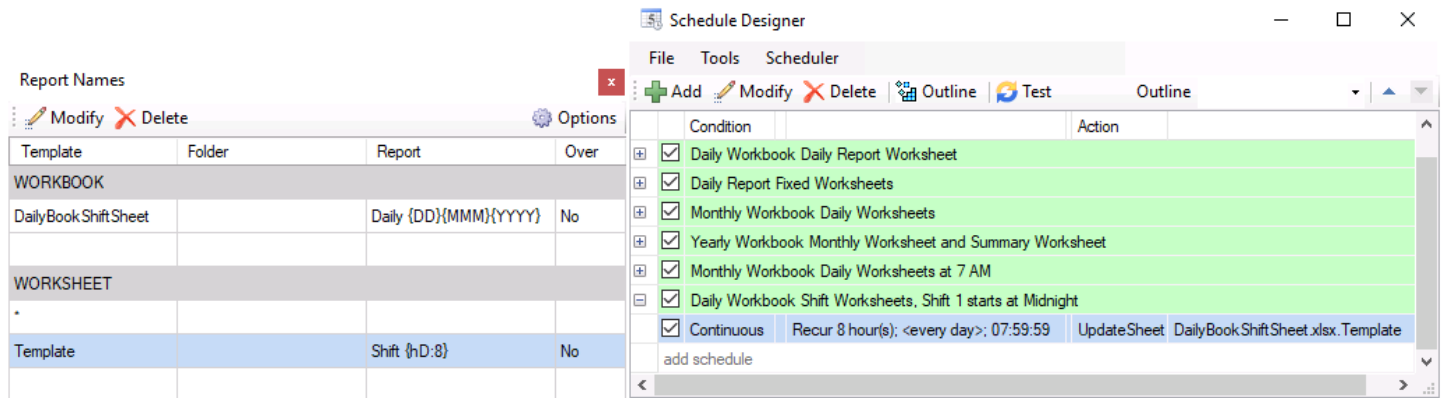 Report Names
x
Modify Delete Options
Template Folder Report Over
WORKBOOK
DailyBookShiftSheet Daily {DD}{MMM}{YYYY} No
WORKSHEET
*
Template Shift {hD:8} No
Schedule Designer
File Tools Scheduler
Add Modify Delete Outline Test Outline
Condition Action
Daily Workbook Daily Report Worksheet
Daily Report Fixed Worksheets
Monthly Workbook Daily Worksheets
Yearly Workbook Monthly Worksheet and Summary Worksheet
Monthly Workbook Daily Worksheets at 7 AM
Daily Workbook Shift Worksheets, Shift 1 starts at Midnight
Continuous Recur 8 hour(s); <every day>; 07:59:59 UpdateSheet DailyBookShiftSheet.xlsx.Template
add schedule